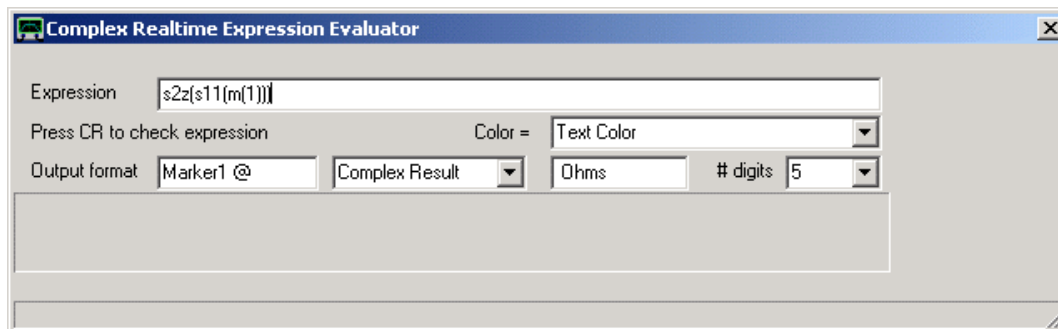 Complex Realtime Expression Evaluator
Expression s2z(s11(m(1)))
Press CR to check expression Color = Text Color
Output format Marker1 @ Complex Result Ohms # digits 5